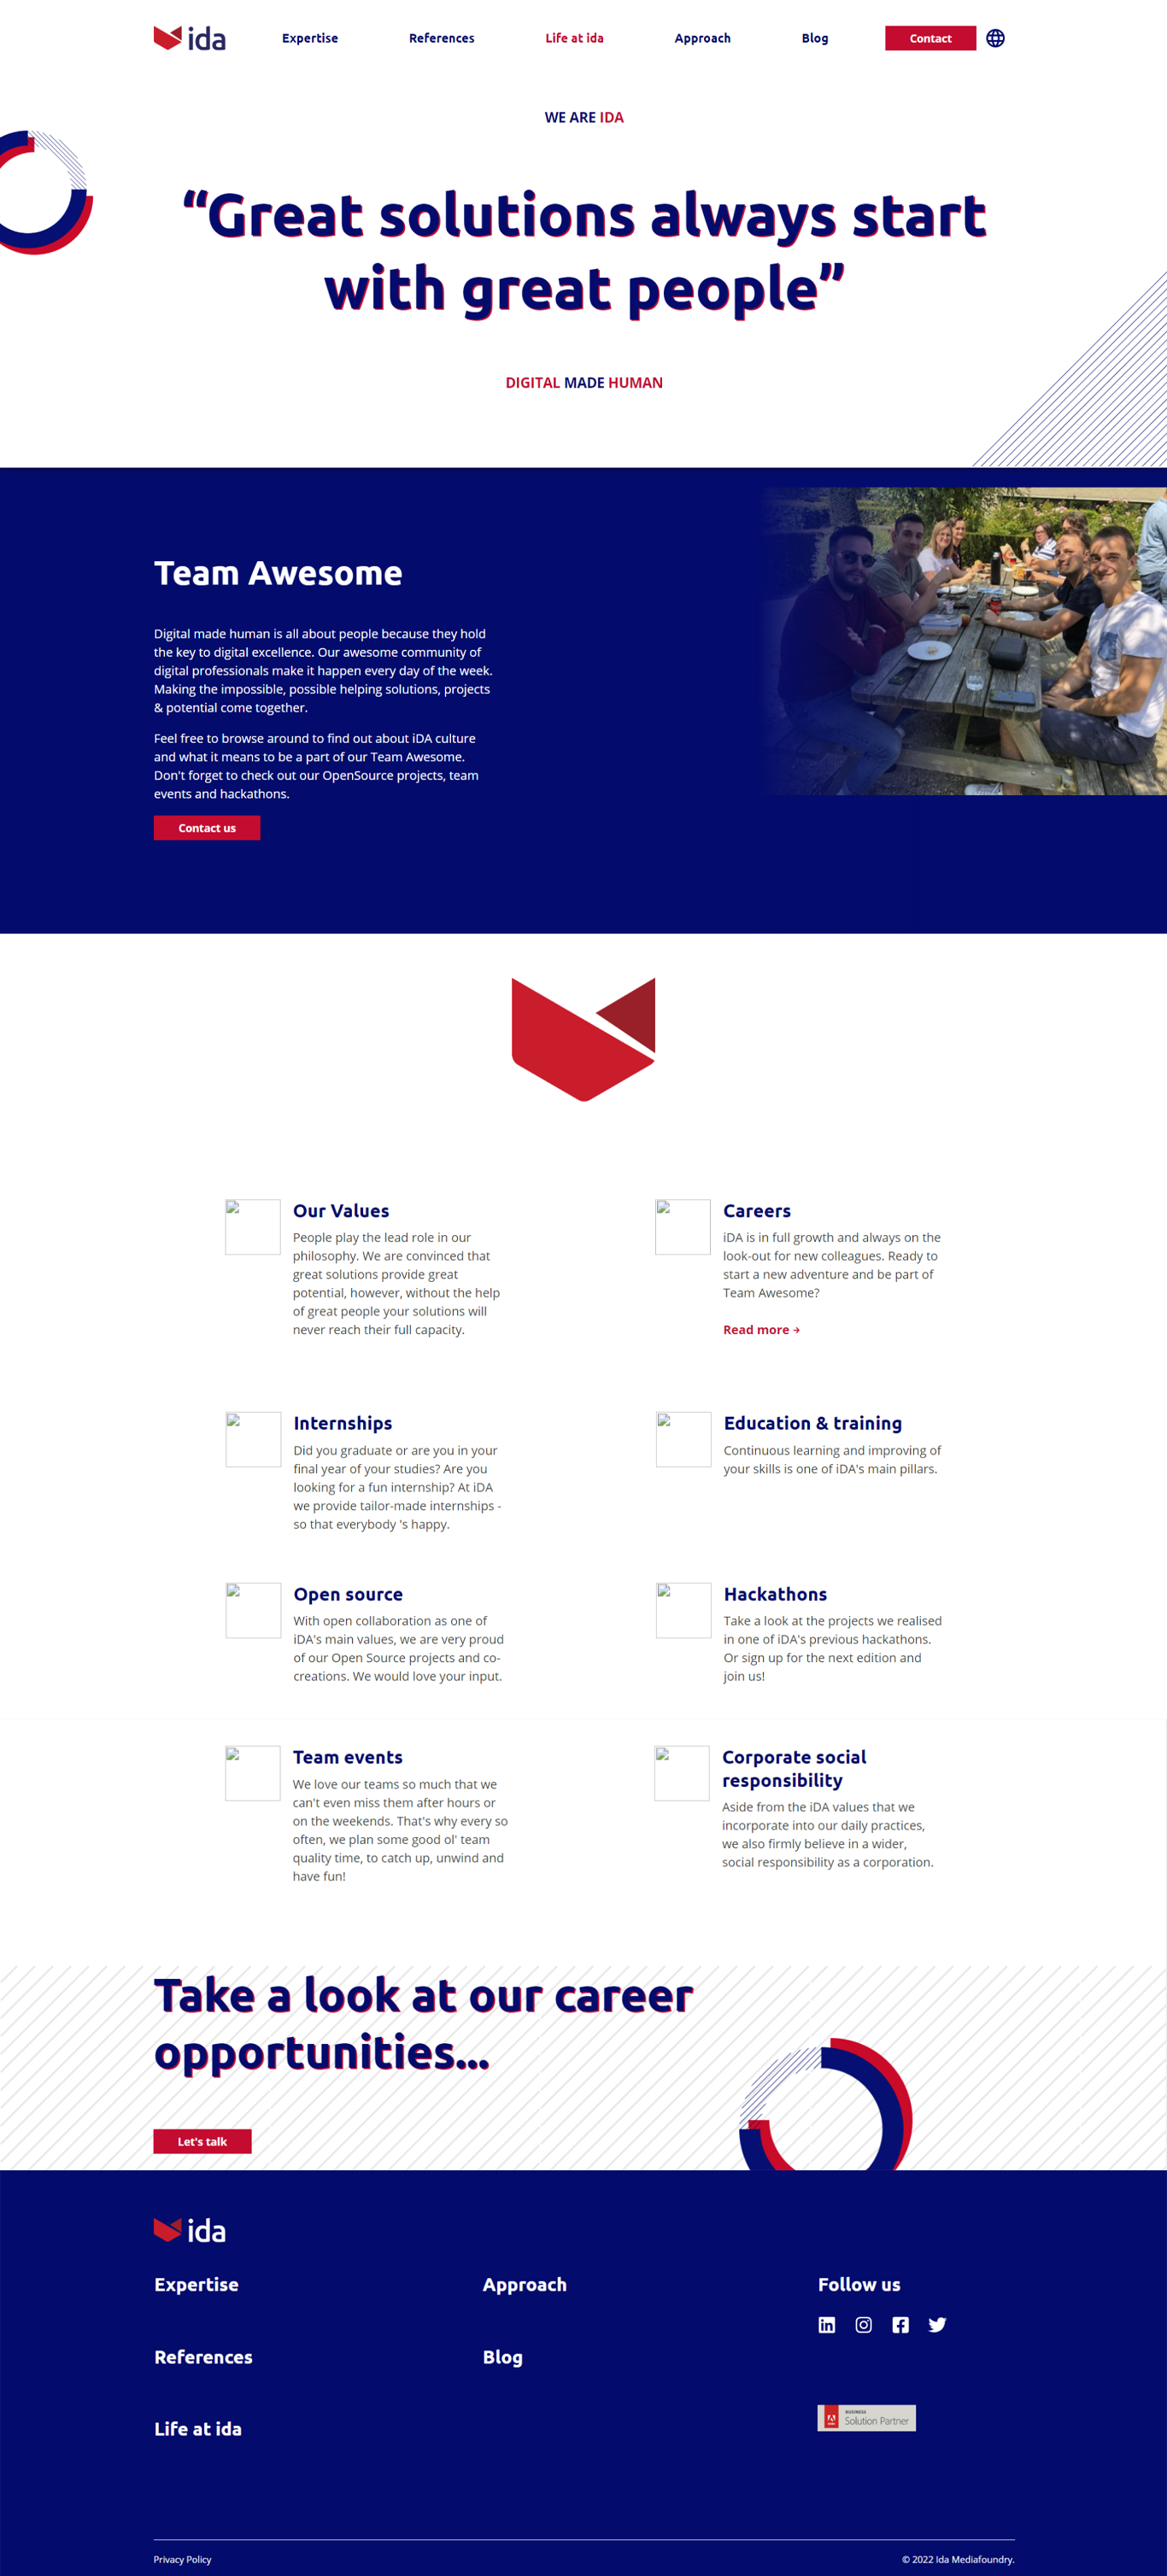 ida
Expertise
References
Life at ida
Approach
Blog
Contact
WE ARE IDA
“Great solutions always start
with great people”
DIGITAL MADE HUMAN
Team Awesome
Digital made human is all about people because they hold
the key to digital excellence. Our awesome community of
digital professionals make it happen every day of the week.
Making the impossible, possible helping solutions, projects
& potential come together.
Feel free to browse around to find out about iDA culture
and what it means to be a part of our Team Awesome.
Don't forget to check out our OpenSource projects, team
events and hackathons.
Contact us
Our Values
People play the lead role in our
philosophy. We are convinced that
great solutions provide great
potential, however, without the help
of great people your solutions will
never reach their full capacity.
Careers
iDA is in full growth and always on the
look-out for new colleagues. Ready to
start a new adventure and be part of
Team Awesome?
Read more →
Internships
Did you graduate or are you in your
final year of your studies? Are you
looking for a fun internship? At iDA
we provide tailor-made internships -
so that everybody 's happy.
Education & training
Continuous learning and improving of
your skills is one of iDA's main pillars.
Open source
With open collaboration as one of
iDA's main values, we are very proud
of our Open Source projects and co-
creations. We would love your input.
Hackathons
Take a look at the projects we realised
in one of iDA's previous hackathons.
Or sign up for the next edition and
join us!
Team events
We love our teams so much that we
can't even miss them after hours or
on the weekends. That's why every so
often, we plan some good ol' team
quality time, to catch up, unwind and
have fun!
Corporate social
responsibility
Aside from the iDA values that we
incorporate into our daily practices,
we also firmly believe in a wider,
social responsibility as a corporation.
Take a look at our career
opportunities...
Let's talk
ida
Expertise
Approach
Follow us
References
Blog
Life at ida
BUSINESS
Solution Partner
Privacy Policy
© 2022 Ida Mediafoundry.